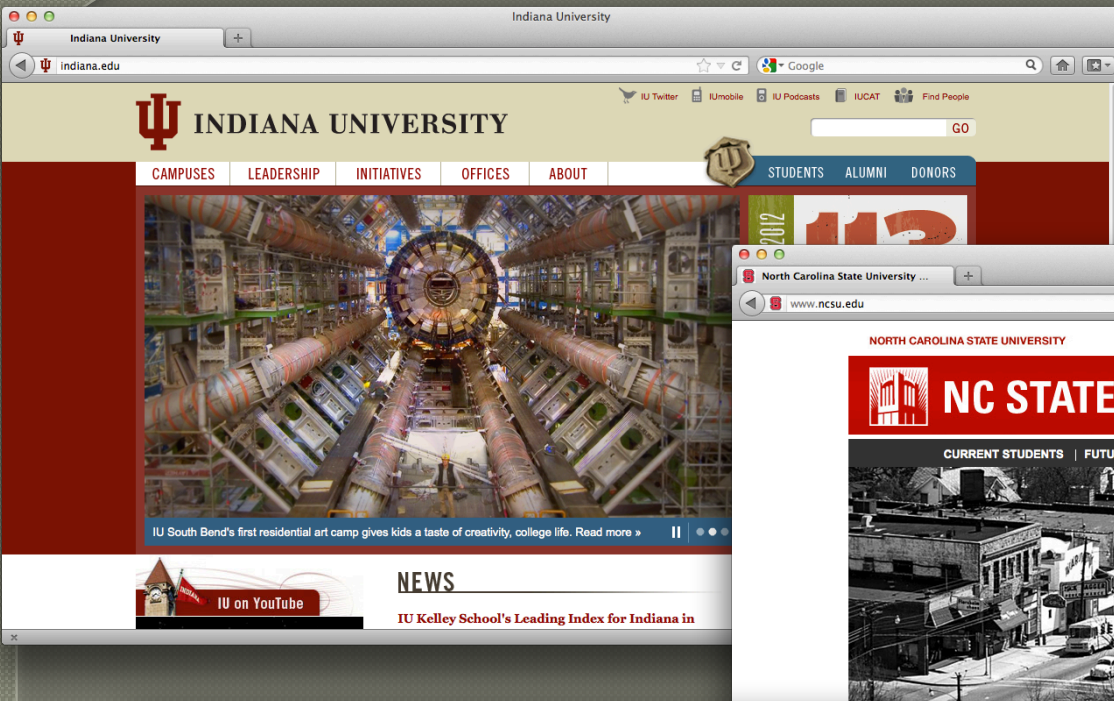 Indiana University
Indiana University
indiana.edu
Google
IU Twitter
IUmobile
IU Podcasts
IUCAT
Find People
INDIANA UNIVERSITY
GO
CAMPUSES
LEADERSHIP
INITIATIVES
OFFICES
ABOUT
STUDENTS
ALUMNI
DONORS
2012
IU South Bend's first residential art camp gives kids a taste of creativity, college life. Read more »
INDIANA
IU on YouTube
NEWS
IU Kelley School's Leading Index for Indiana in
North Carolina State University ...
www.ncsu.edu
NORTH CAROLINA STATE UNIVERSITY
NC STATE
CURRENT STUDENTS | FUTU